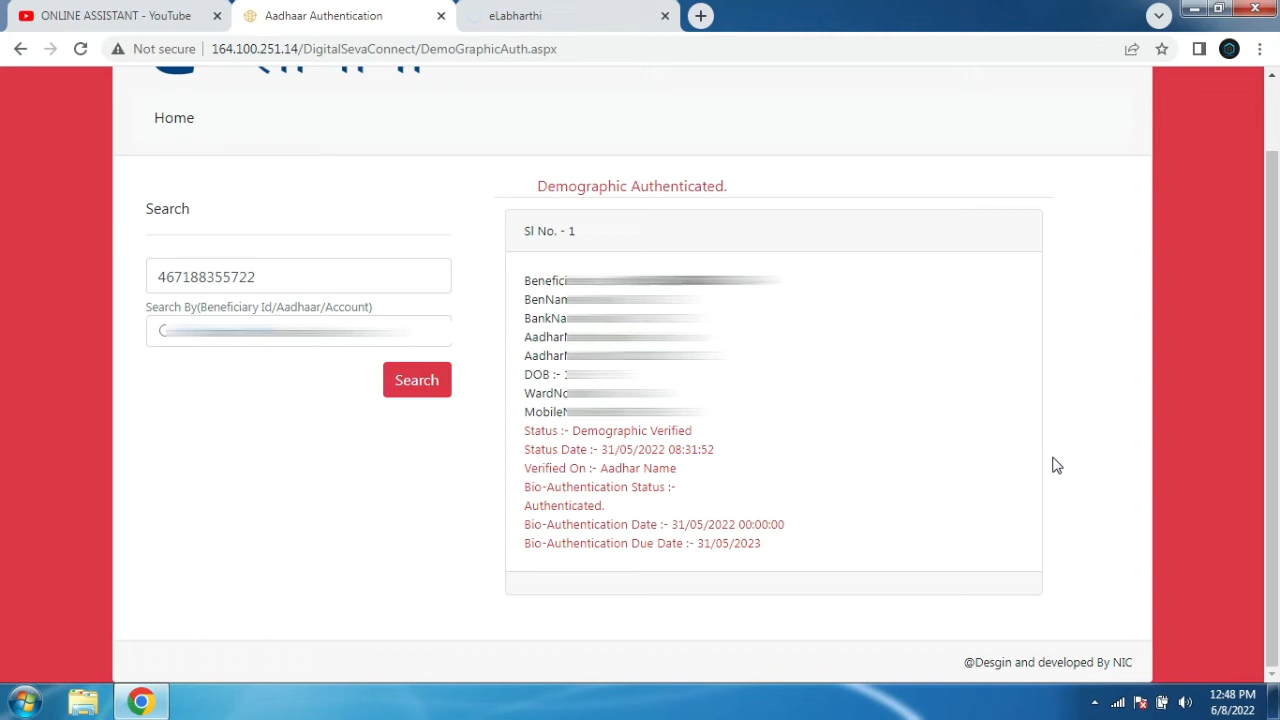 ONLINE ASSISTANT - YouTube
Aadhaar Authentication
eLabharthi
Not secure
164.100.251.14/DigitalSevaConnect/DemoGraphicAuth.aspx
Home
Demographic Authenticated.
Search
Sl No. - 1
467188355722
Search By(Beneficiary Id/Aadhaar/Account)
Search
DOB :-
Status :- Demographic Verified
Status Date :- 31/05/2022 08:31:52
Verified On :- Aadhar Name
Bio-Authentication Status :-
Authenticated.
Bio-Authentication Date :- 31/05/2022 00:00:00
Bio-Authentication Due Date :- 31/05/2023
@Desgin and developed By NIC
12:48 PM
6/8/2022